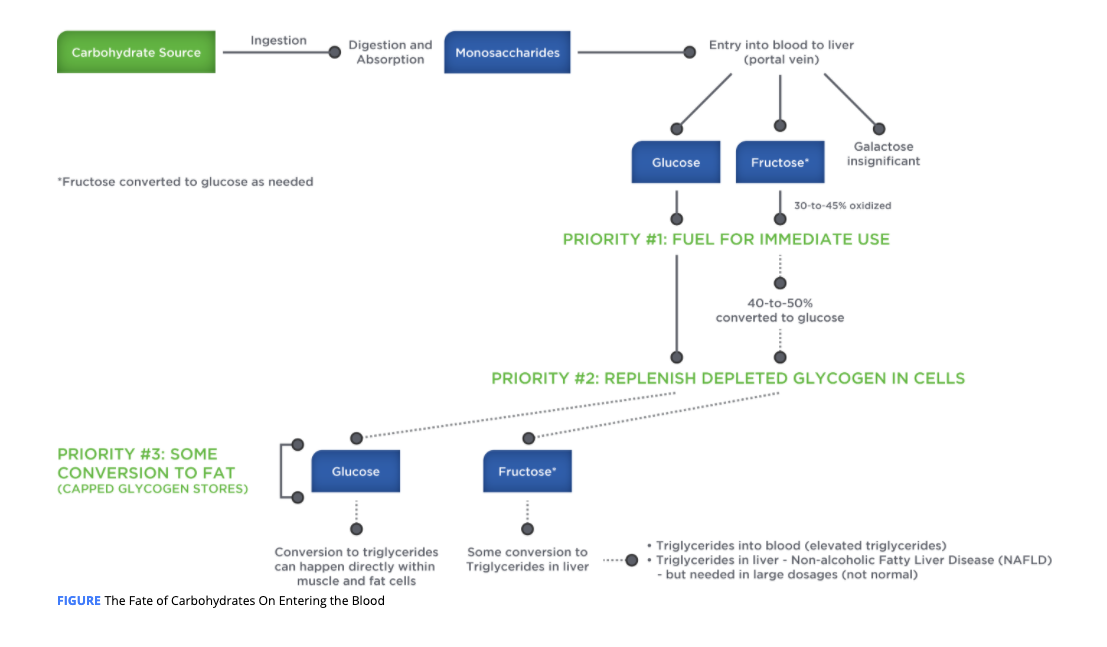 Carbohydrate Source
Ingestion
Digestion and
Absorption
Monosaccharides
Entry into blood to liver
(portal vein)
Glucose
Fructose*
Galactose
insignificant
*Fructose converted to glucose as needed
30-to-45% oxidized
PRIORITY #1: FUEL FOR IMMEDIATE USE
40-to-50%
converted to glucose
PRIORITY #2: REPLENISH DEPLETED GLYCOGEN IN CELLS
PRIORITY #3: SOME
CONVERSION TO FAT
(CAPPED GLYCOGEN STORES)
Glucose
Fructose*
Conversion to triglycerides
can happen directly within
muscle and fat cells
Some conversion to
Triglycerides in liver
• Triglycerides into blood (elevated triglycerides)
• Triglycerides in liver - Non-alcoholic Fatty Liver Disease (NAFLD)
- but needed in large dosages (not normal)
FIGURE The Fate of Carbohydrates On Entering the Blood